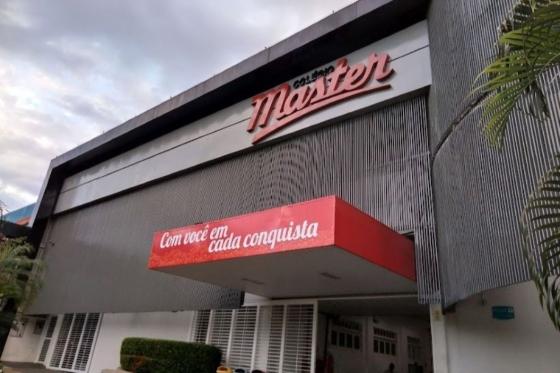 COLÉGIO
Master
Com você em
cada conquista